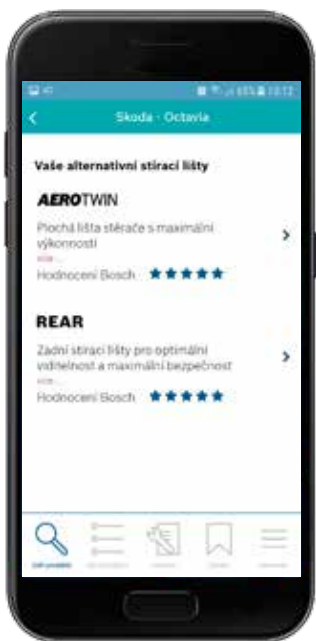 Skoda - Octavia
Vaše alternativní stírací lišty
AEROTWIN
Plochá lišta stěrače s maximální
výkonností
Hodnocení Bosch
REAR
Zadní stírací lišty pro optimální
viditelnost a maximální bezpečnost
Hodnocení Bosch